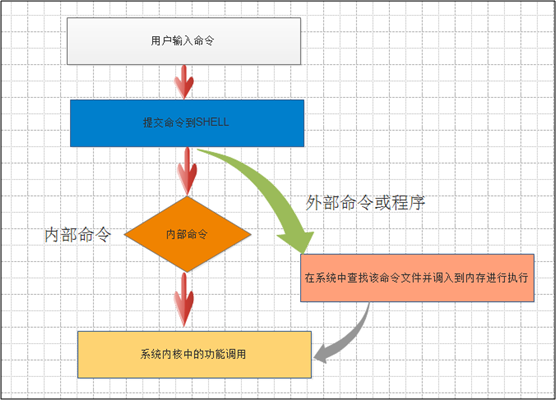 用户输入命令
提交命令到SHELL
外部命令或程序
内部命令
内部命令
在系统中查找该命令文件并调入到内存进行执行
系统内核中的功能调用